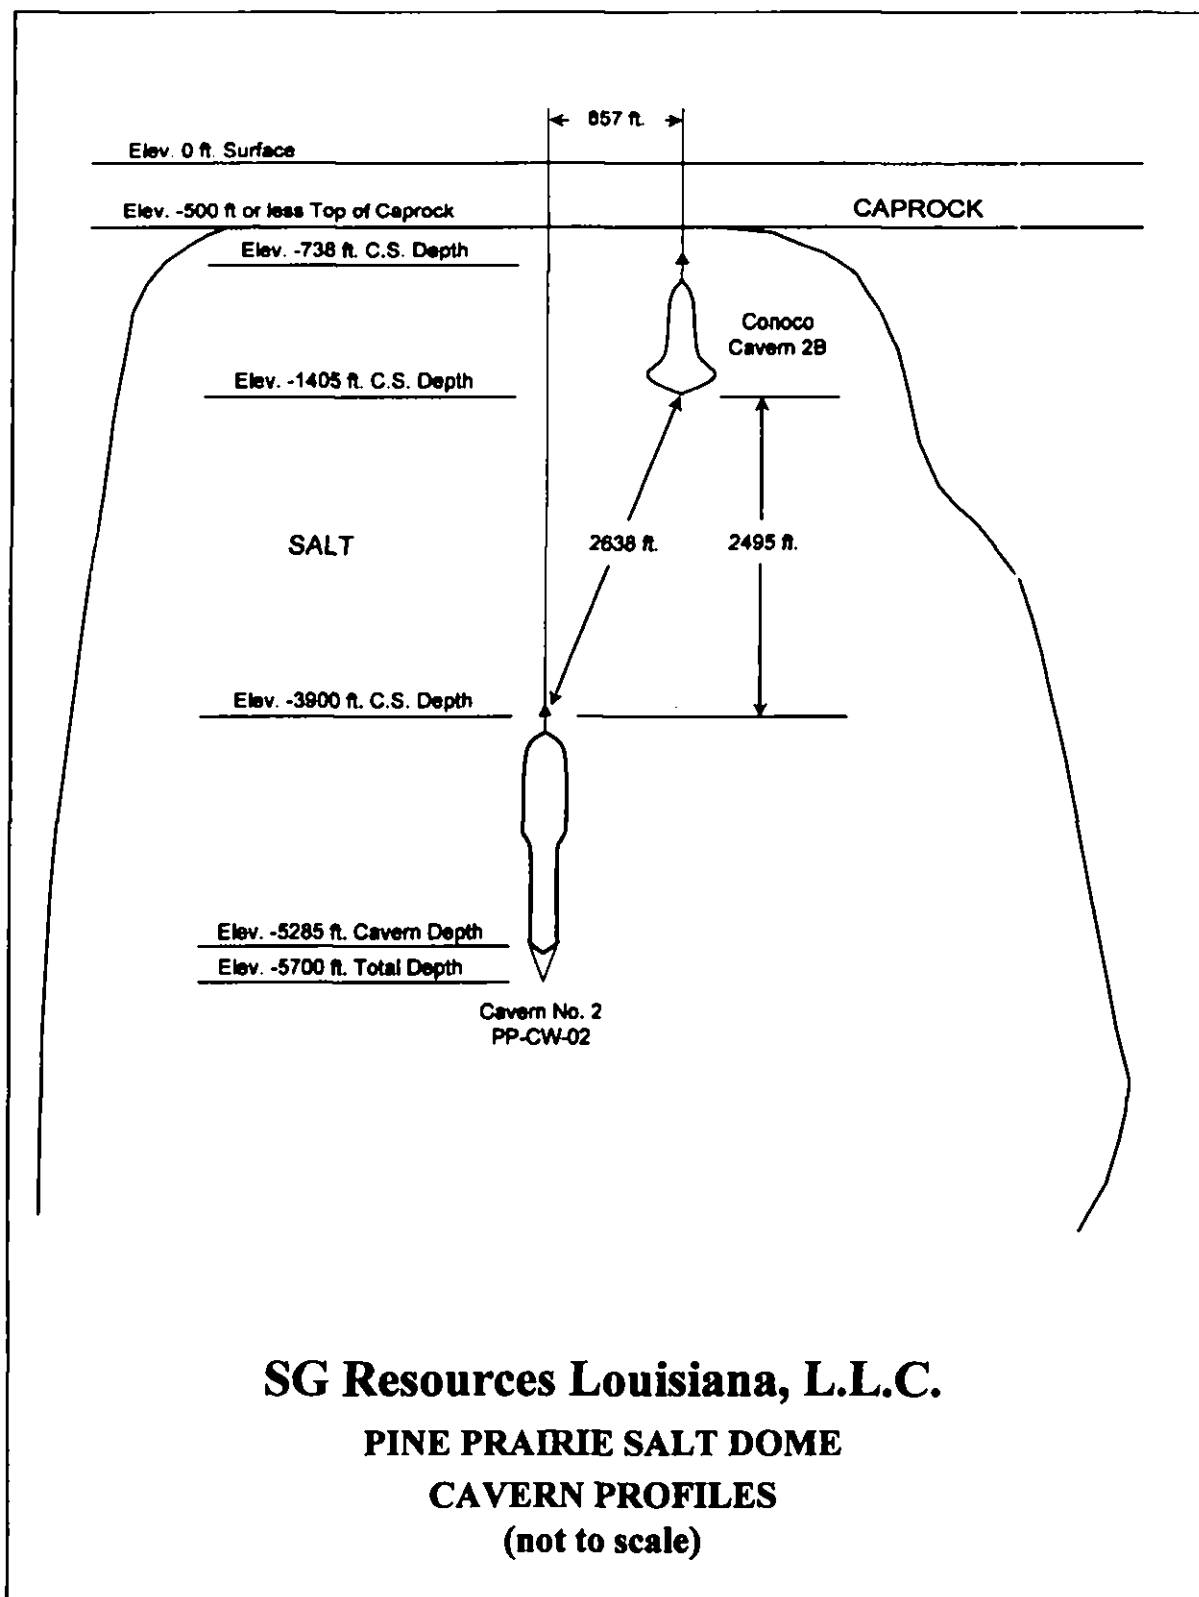 857 ft.
Elev. 0 ft. Surface
Elev. -500 ft or less Top of Caprock
CAPROCK
Elev. -738 ft. C.S. Depth
Conoco
Cavern 2B
Elev. -1405 ft. C.S. Depth
SALT
2638 ft.
2495 ft.
Elev. -3900 ft. C.S. Depth
Elev. -5285 ft. Cavern Depth
Elev. -5700 ft. Total Depth
Cavern No. 2
PP-CW-02
SG Resources Louisiana, L.L.C.
PINE PRAIRIE SALT DOME
CAVERN PROFILES
(not to scale)